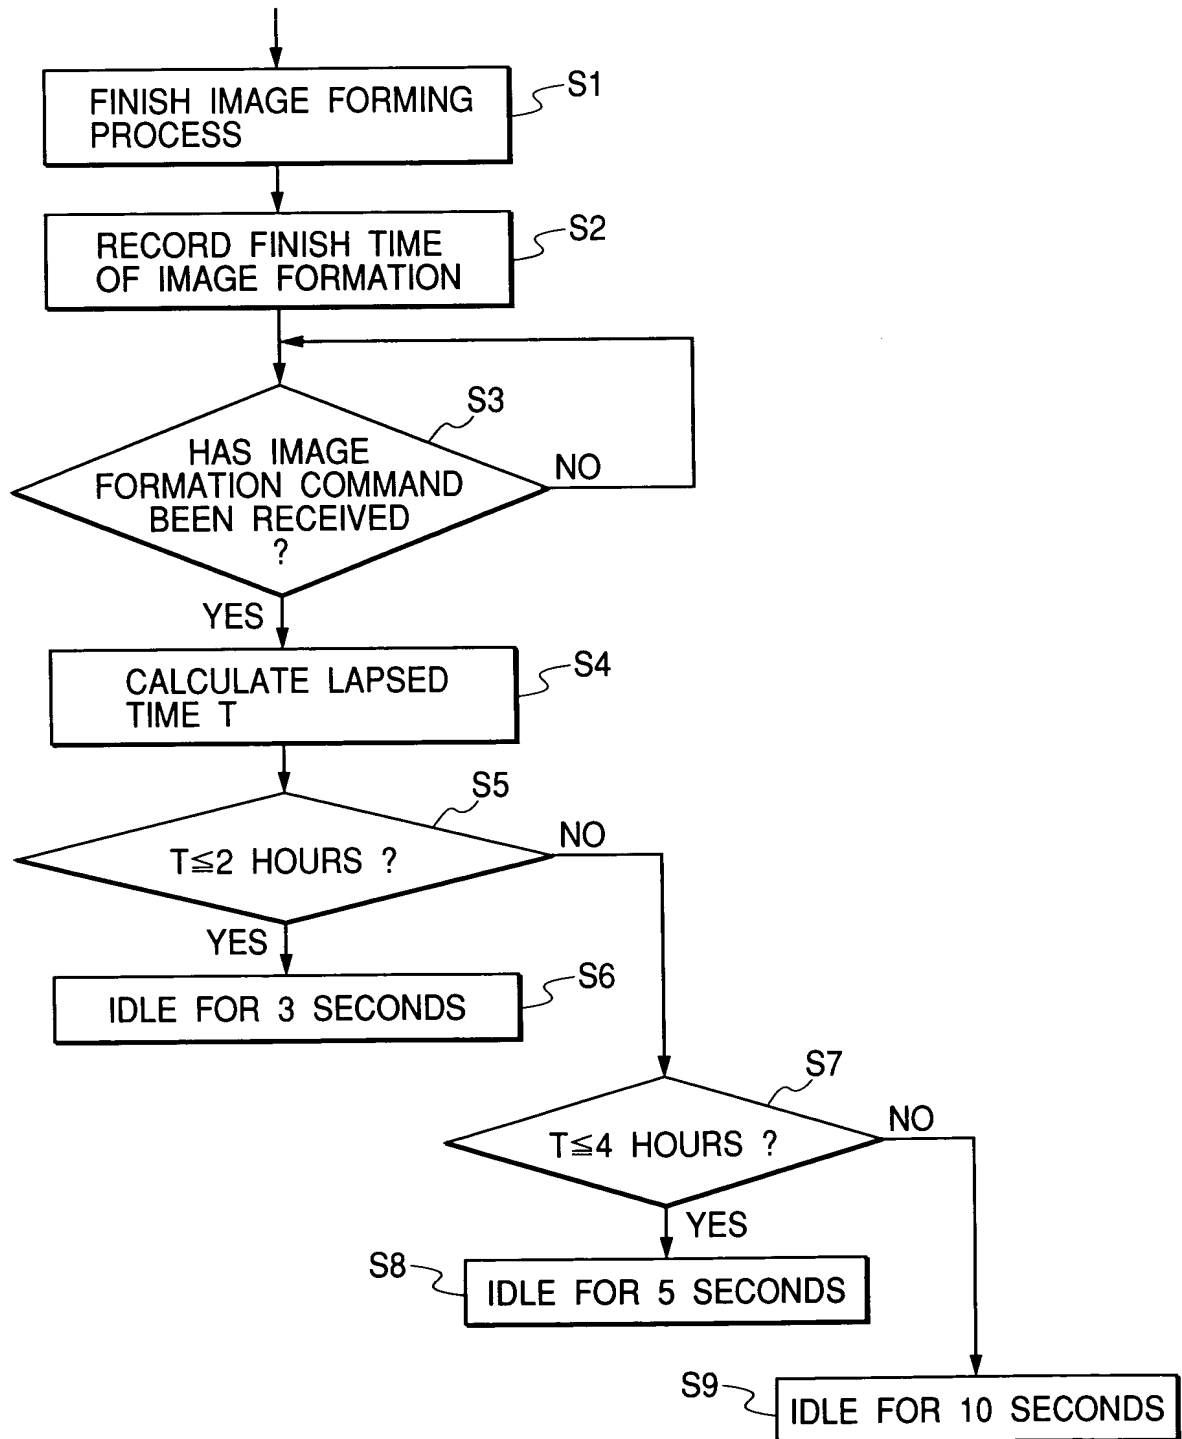 S1
FINISH IMAGE FORMING
PROCESS
S2
RECORD FINISH TIME
OF IMAGE FORMATION
S3
HAS IMAGE
FORMATION COMMAND
BEEN RECEIVED
?
NO
YES
S4
CALCULATE LAPSED
TIME T
S5
T≦2 HOURS ?
NO
YES
S6
IDLE FOR 3 SECONDS
S7
T≦4 HOURS ?
NO
YES
S8
IDLE FOR 5 SECONDS
S9
IDLE FOR 10 SECONDS